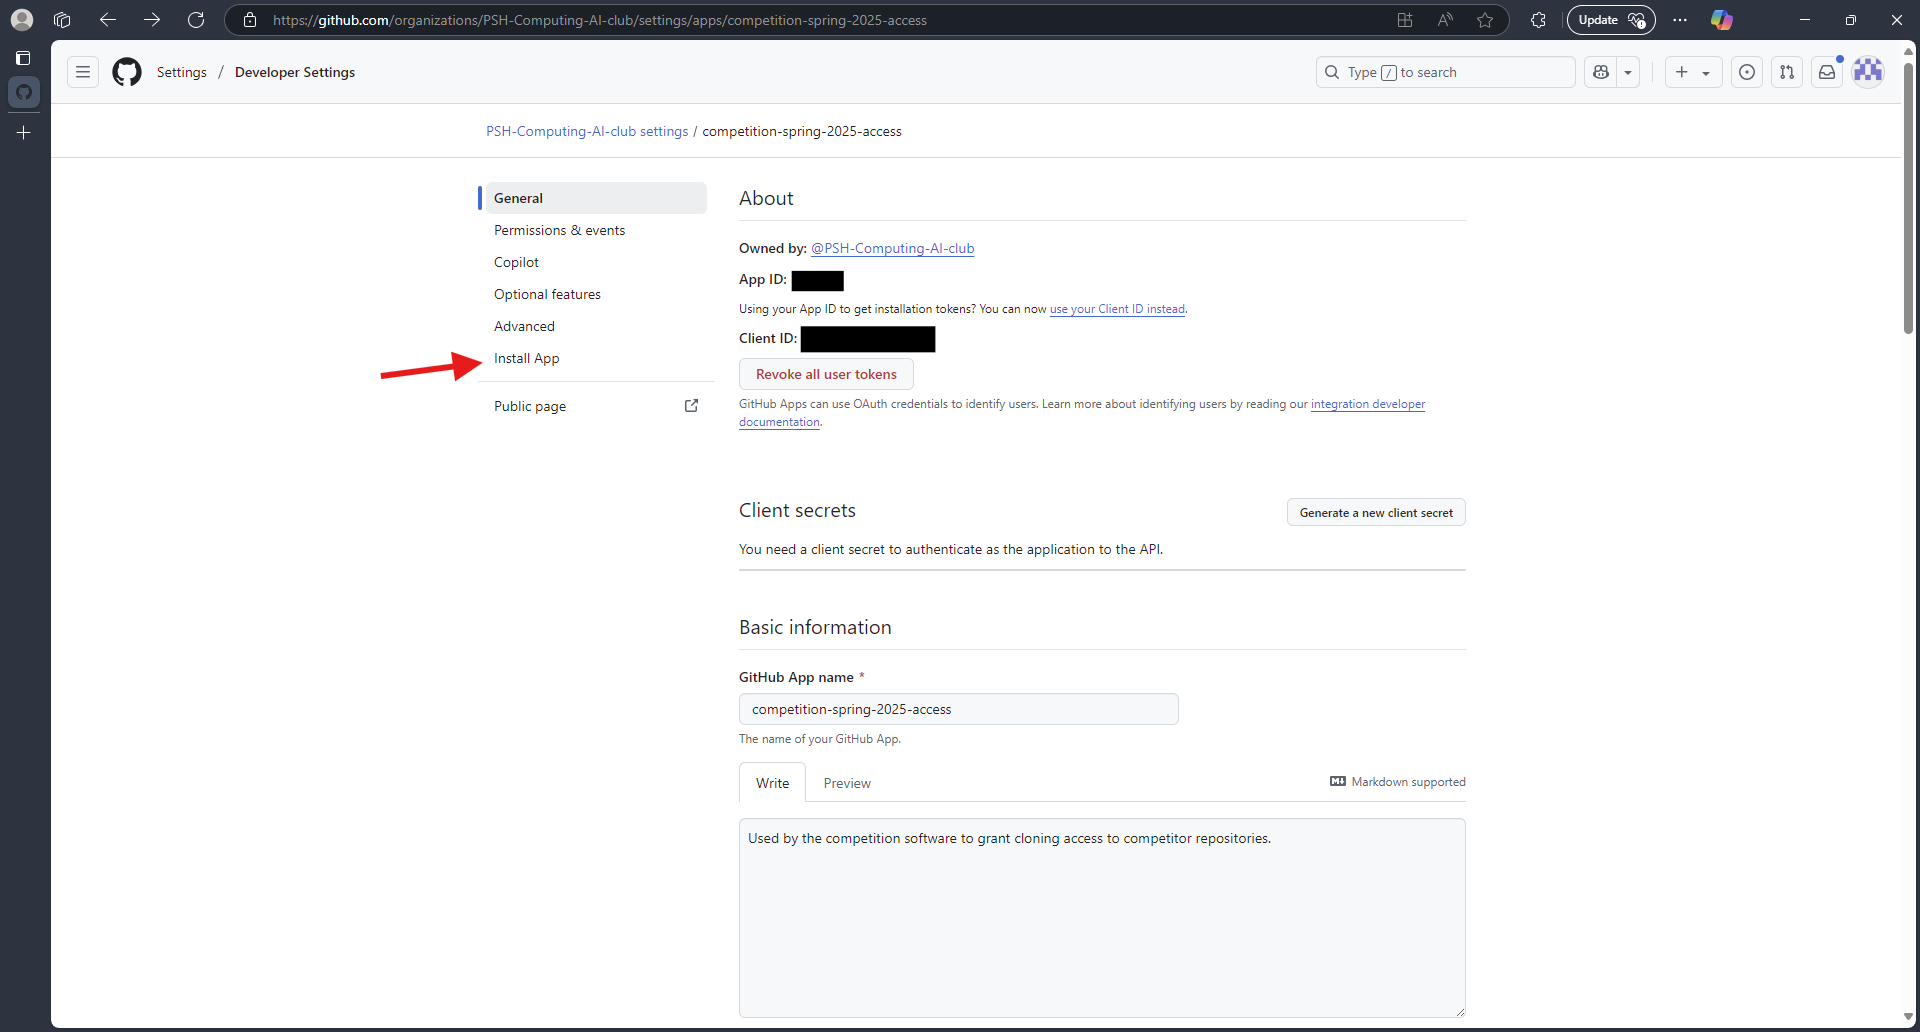 https://github.com/organizations/PSH-Computing-AI-club/settings/apps/competition-spring-2025-access
Update
Settings / Developer Settings
Type / to search
PSH-Computing-AI-club settings / competition-spring-2025-access
General
Permissions & events
Copilot
Optional features
Advanced
Install App
Public page
About
Owned by: @PSH-Computing-AI-club
App ID:
Using your App ID to get installation tokens? You can now use your Client ID instead.
Client ID:
Revoke all user tokens
GitHub Apps can use OAuth credentials to identify users. Learn more about identifying users by reading our integration developer
documentation.
Client secrets
Generate a new client secret
You need a client secret to authenticate as the application to the API.
Basic information
GitHub App name *
competition-spring-2025-access
The name of your GitHub App.
Write
Preview
Markdown supported
Used by the competition software to grant cloning access to competitor repositories.